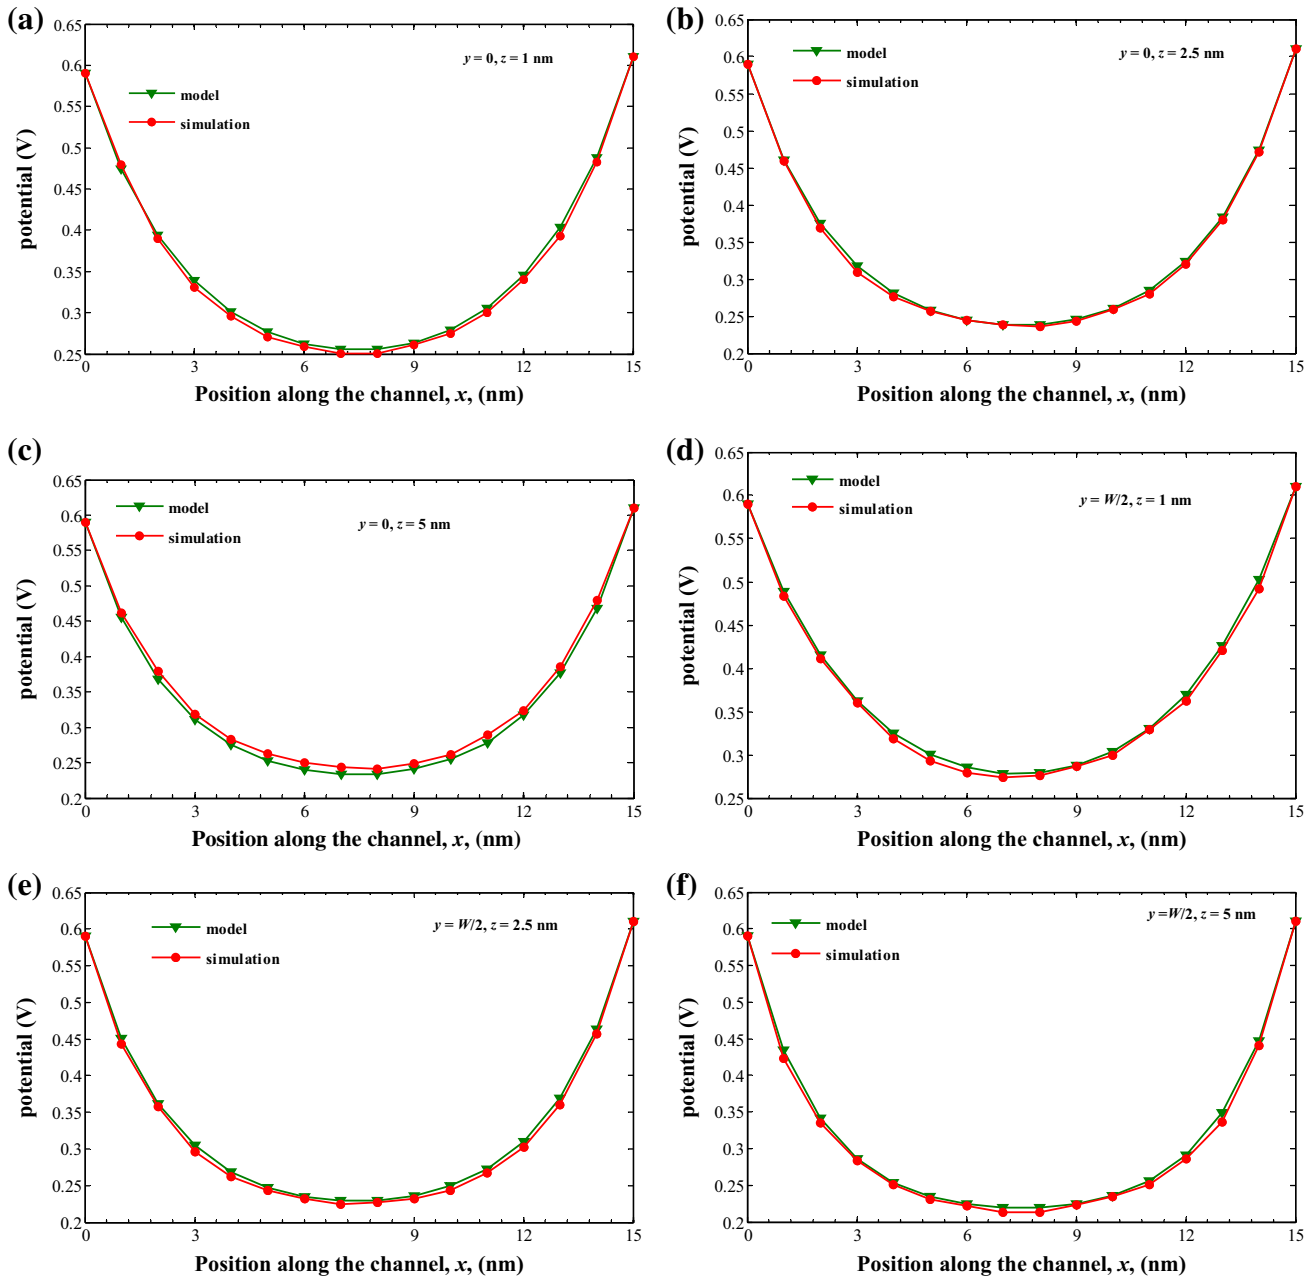 (a)
0.65
0.6
0.55
0.5
0.45
0.4
0.35
0.3
0.25
potential (V)
y = 0, z = 1 nm
model
simulation
0 3 6 9 12 15
Position along the channel, x, (nm)
(b)
0.65
0.6
0.55
0.5
0.45
0.4
0.35
0.3
0.25
0.2
potential (V)
model
simulation
y = 0, z = 2.5 nm
0 3 6 9 12 15
Position along the channel, x, (nm)
(c)
0.65
0.6
0.55
0.5
0.45
0.4
0.35
0.3
0.25
0.2
potential (V)
model
simulation
y = 0, z = 5 nm
0 3 6 9 12 15
Position along the channel, x, (nm)
(d)
0.65
0.6
0.55
0.5
0.45
0.4
0.35
0.3
0.25
potential (V)
model
simulation
y = W/2, z = 1 nm
0 3 6 9 12 15
Position along the channel, x, (nm)
(e)
0.65
0.6
0.55
0.5
0.45
0.4
0.35
0.3
0.25
0.2
potential (V)
model
simulation
y = W/2, z = 2.5 nm
0 3 6 9 12 15
Position along the channel, x, (nm)
(f)
0.65
0.6
0.55
0.5
0.45
0.4
0.35
0.3
0.25
0.2
potential (V)
y =W/2, z = 5 nm
model
simulation
0 3 6 9 12 15
Position along the channel, x, (nm)